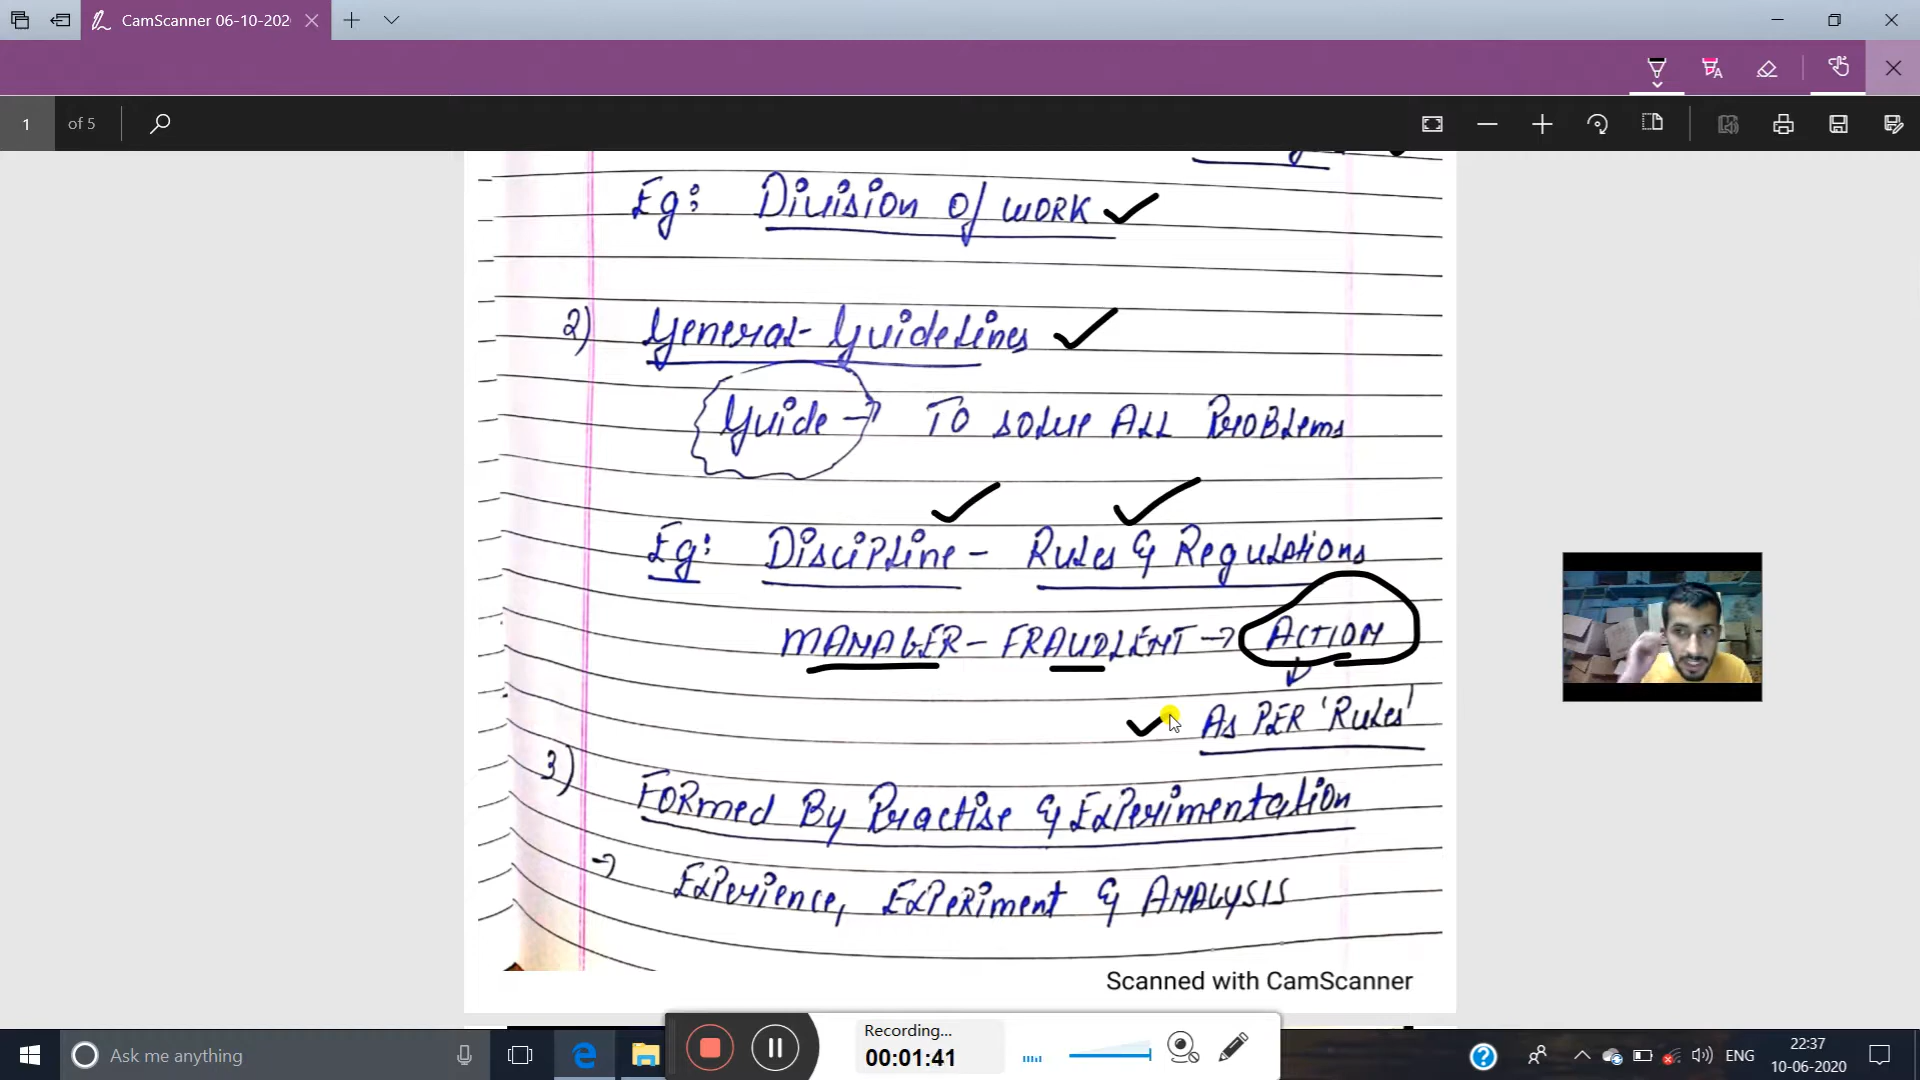 CamScanner 06-10-202
1 of 5
Eg: Division of work
2) General Guidelines
Guide → To solve All Problems
Eg: Discipline - Rules & Regulations
MANAGER - FRAUDLENT → ACTION
As PER 'Rules'
3) Formed By Practise & Experimentation
→ Experience, Experiment & Analysis
Scanned with CamScanner
Recording...
00:01:41
Ask me anything
ENG
22:37
10-06-2020